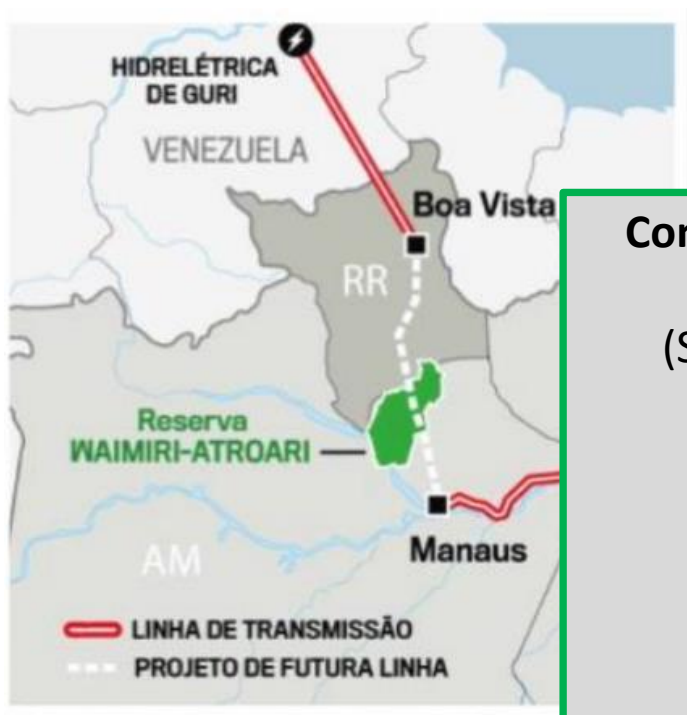 HIDRELÉTRICA
DE GURI
VENEZUELA
Boa Vista
RR
Reserva
WAIMIRI-ATROARI
Manaus
AM
LINHA DE TRANSMISSÃO
PROJETO DE FUTURA LINHA